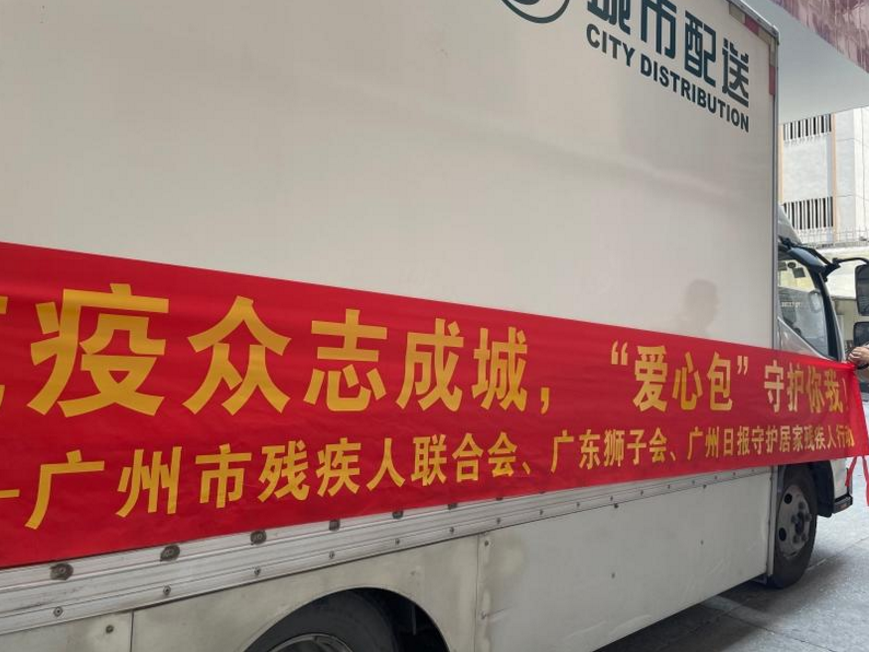 城市配送
CITY DISTRIBUTION
疫众志成城，“爱心包”守护你我
广州市残疾人联合会、广东狮子会、广州日报守护居家残疾人行动